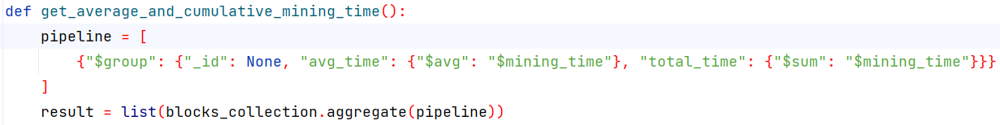 def get_average_and_cumulative_mining_time():
    pipeline = [
        {"$group": {"_id": None, "avg_time": {"$avg": "$mining_time"}, "total_time": {"$sum": "$mining_time"}}}
    ]
    result = list(blocks_collection.aggregate(pipeline))